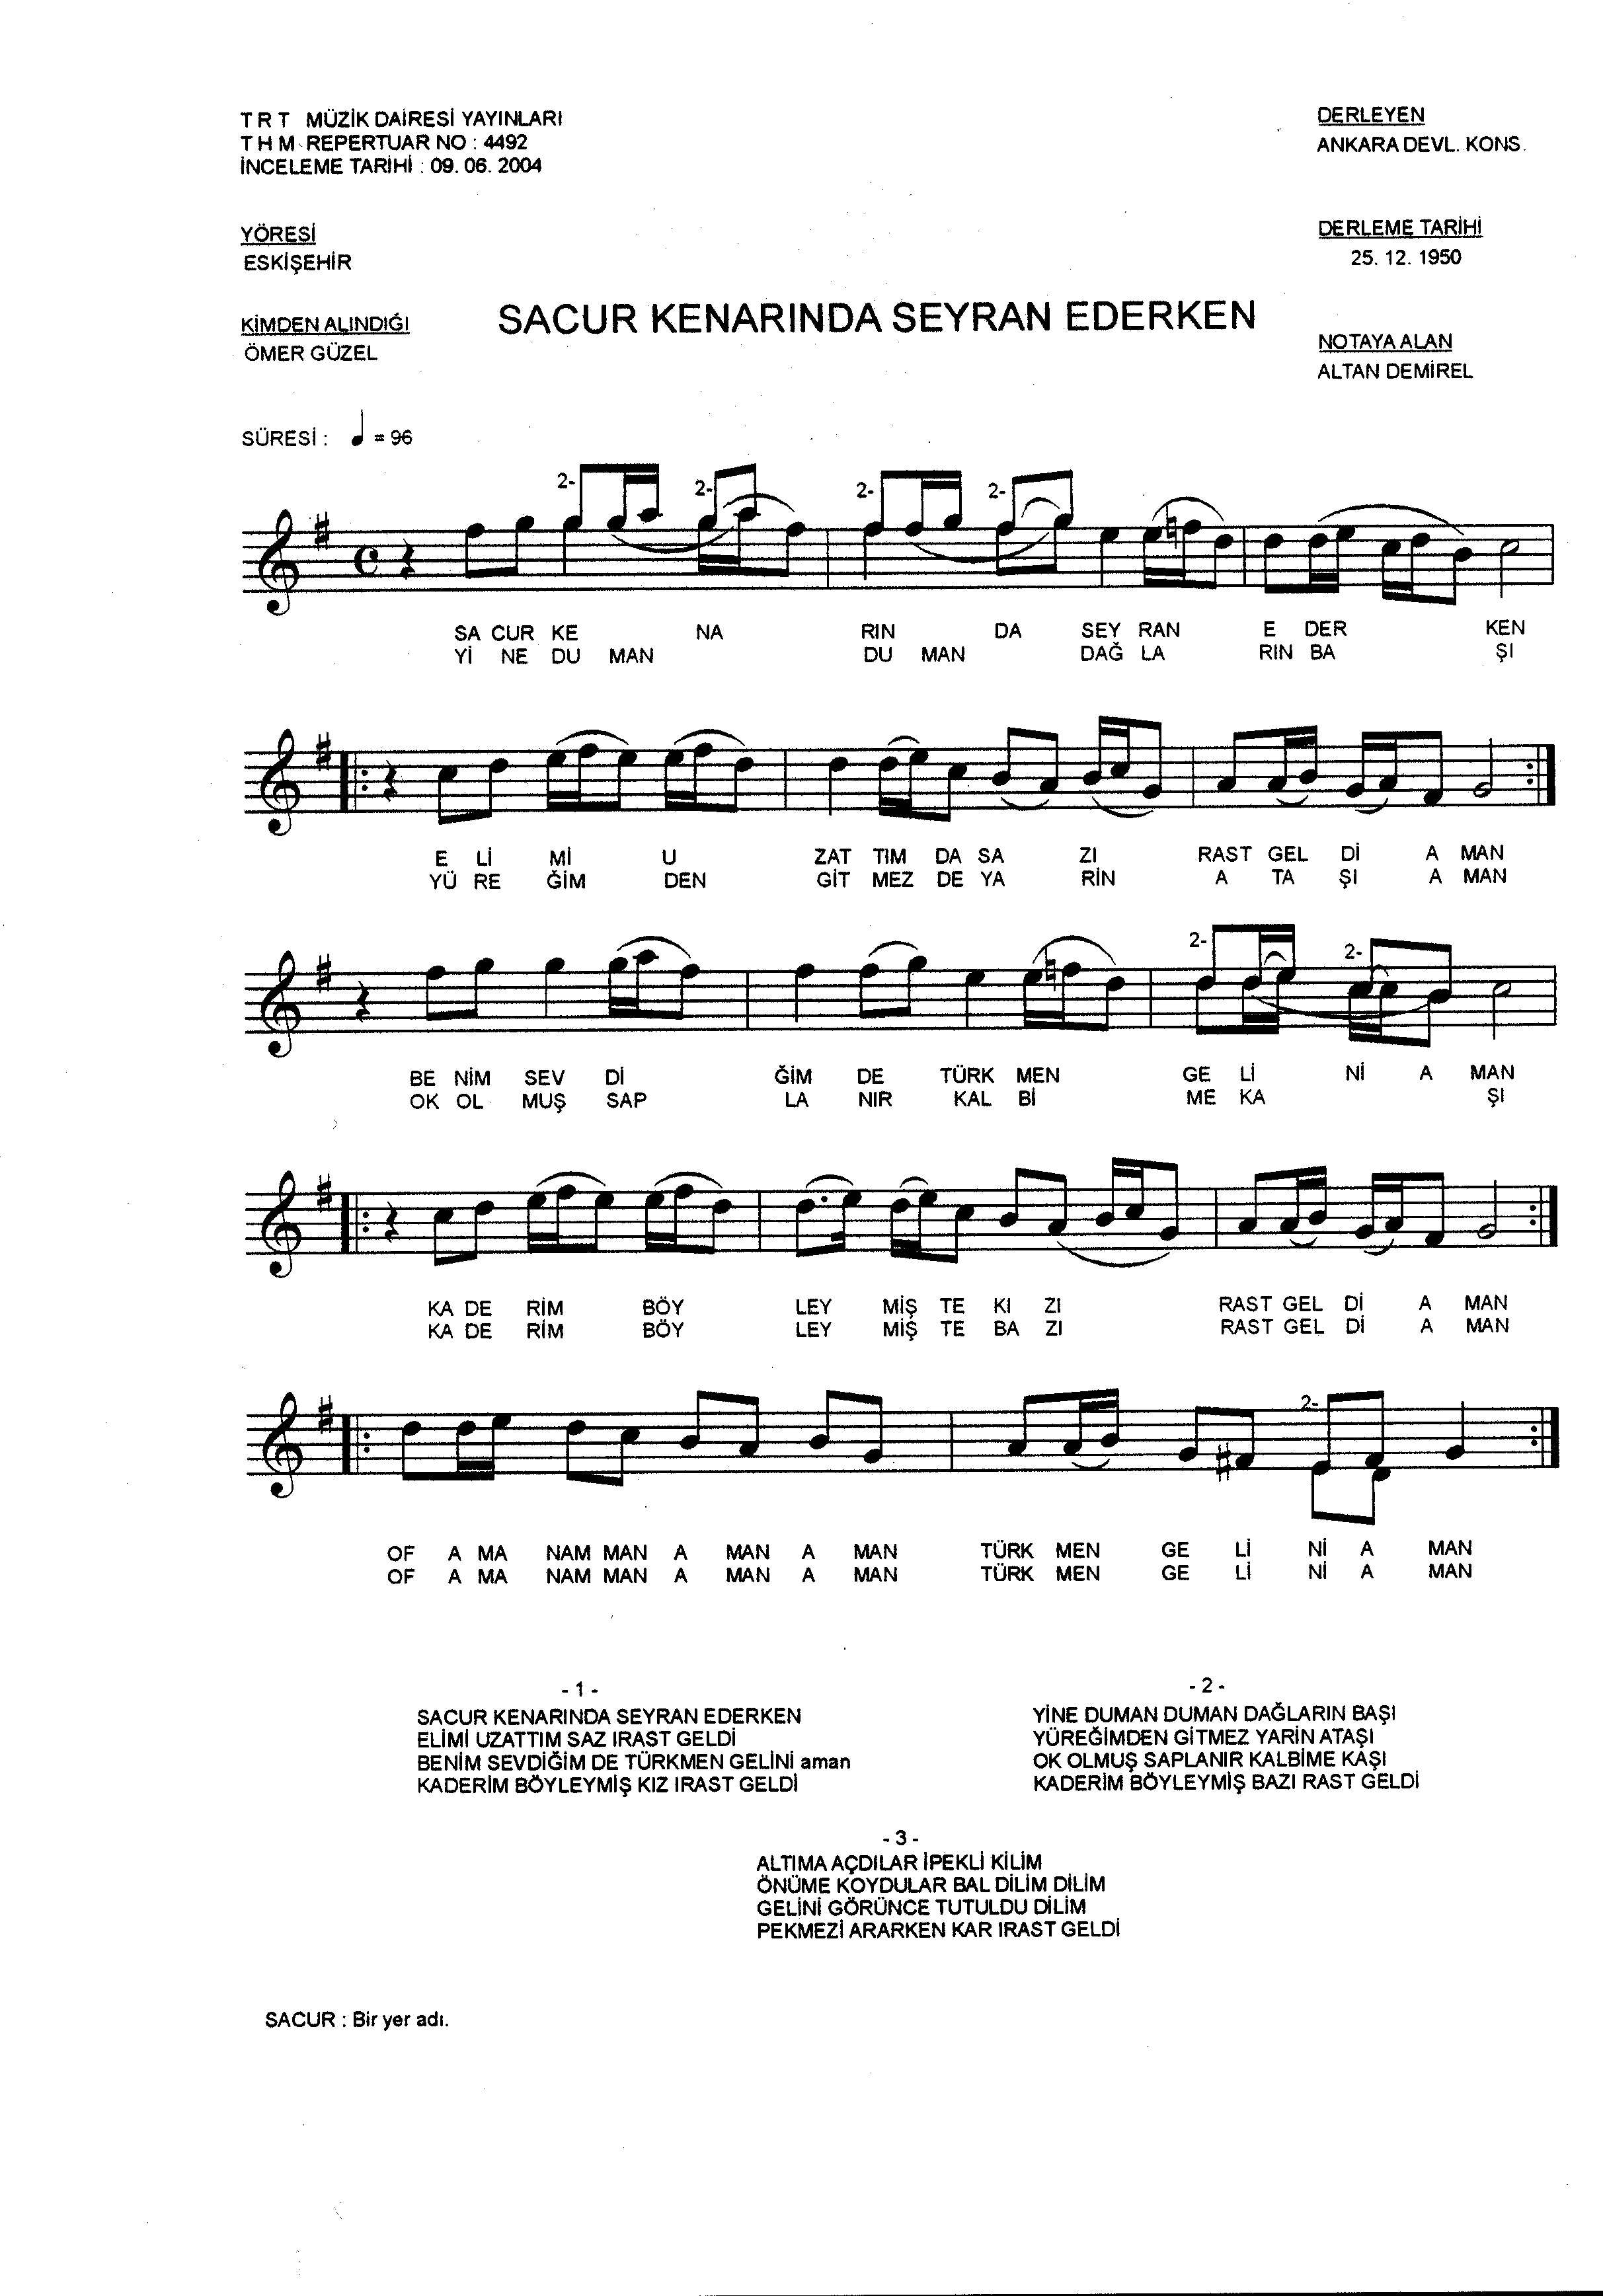 T R T MÜZİK DAİRESİ YAYINLARI
T H M REPERTUAR NO : 4492
İNCELEME TARİHİ : 09. 06. 2004
DERLEYEN
ANKARA DEVL. KONS.
YÖRESİ
ESKİŞEHİR
DERLEME TARİHİ
25. 12. 1950
SACUR KENARINDA SEYRAN EDERKEN
KİMDEN ALINDIĞI
ÖMER GÜZEL
NOTAYA ALAN
ALTAN DEMİREL
SÜRESİ : = 96
2- 2- 2- 2-
SA CUR KE NA RIN DA SEY RAN E DER KEN
Yİ NE DU MAN DU MAN DAĞ LA RIN BA ŞI
E Lİ Mİ U ZAT TIM DA SA ZI RAST GEL Dİ A MAN
YÜ RE ĞİM DEN GİT MEZ DE YA RİN A TA ŞI A MAN
2- 2-
BE NİM SEV Dİ ĞİM DE TÜRK MEN GE Lİ Nİ A MAN
OK OL MUŞ SAP LA NIR KAL Bİ ME KA ŞI
KA DE RİM BÖY LEY MİŞ TE KI ZI RAST GEL Dİ A MAN
KA DE RİM BÖY LEY MİŞ TE BA ZI RAST GEL Dİ A MAN
2-
OF A MA NAM MAN A MAN A MAN TÜRK MEN GE Lİ Nİ A MAN
OF A MA NAM MAN A MAN A MAN TÜRK MEN GE Lİ Nİ A MAN
- 1 -
SACUR KENARINDA SEYRAN EDERKEN
ELİMİ UZATTIM SAZ IRAST GELDİ
BENİM SEVDİĞİM DE TÜRKMEN GELİNİ aman
KADERİM BÖYLEYMİŞ KIZ IRAST GELDİ
- 2 -
YİNE DUMAN DUMAN DAĞLARIN BAŞI
YÜREĞİMDEN GİTMEZ YARİN ATAŞI
OK OLMUŞ SAPLANIR KALBİME KAŞI
KADERİM BÖYLEYMİŞ BAZI RAST GELDİ
- 3 -
ALTIMA AÇDILAR İPEKLİ KİLİM
ÖNÜME KOYDULAR BAL DİLİM DİLİM
GELİNİ GÖRÜNCE TUTULDU DİLİM
PEKMEZİ ARARKEN KAR IRAST GELDİ
SACUR : Bir yer adı.